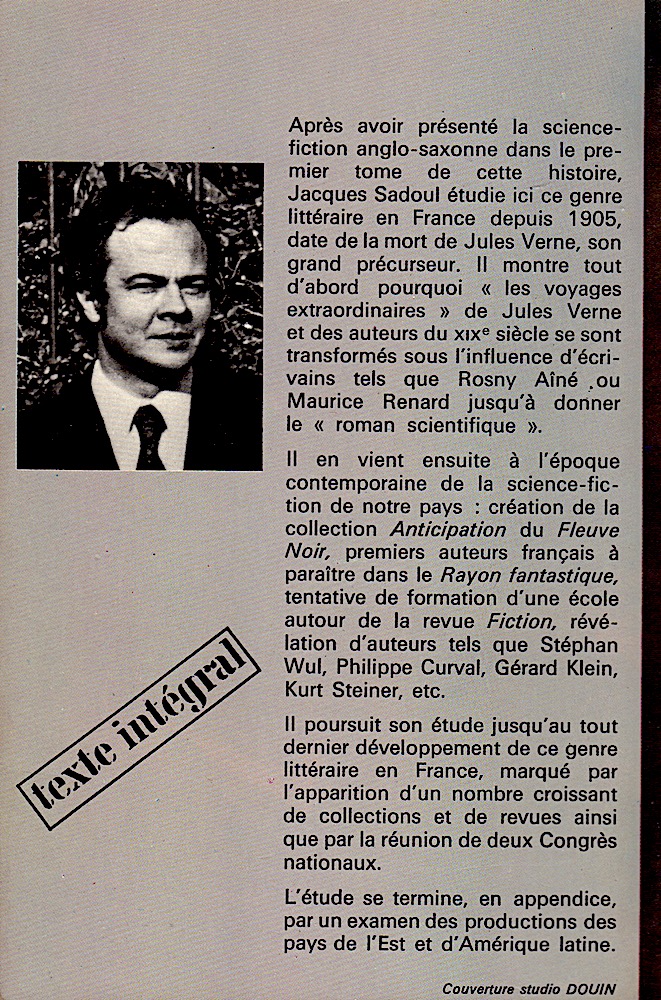 Après avoir présenté la science-
fiction anglo-saxonne dans le pre-
mier tome de cette histoire,
Jacques Sadoul étudie ici ce genre
littéraire en France depuis 1905,
date de la mort de Jules Verne, son
grand précurseur. Il montre tout
d'abord pourquoi « les voyages
extraordinaires » de Jules Verne
et des auteurs du XIXe siècle se sont
transformés sous l'influence d'écri-
vains tels que Rosny Aîné ou
Maurice Renard jusqu'à donner
le « roman scientifique ».
Il en vient ensuite à l'époque
contemporaine de la science-fic-
tion de notre pays : création de la
collection Anticipation du Fleuve
Noir, premiers auteurs français à
paraître dans le Rayon fantastique,
tentative de formation d'une école
autour de la revue Fiction, révé-
lation d'auteurs tels que Stéphan
Wul, Philippe Curval, Gérard Klein,
Kurt Steiner, etc.
Il poursuit son étude jusqu'au tout
dernier développement de ce genre
littéraire en France, marqué par
l'apparition d'un nombre croissant
de collections et de revues ainsi
que par la réunion de deux Congrès
nationaux.
L'étude se termine, en appendice,
par un examen des productions des
pays de l'Est et d'Amérique latine.
texte intégral
Couverture studio DOUIN